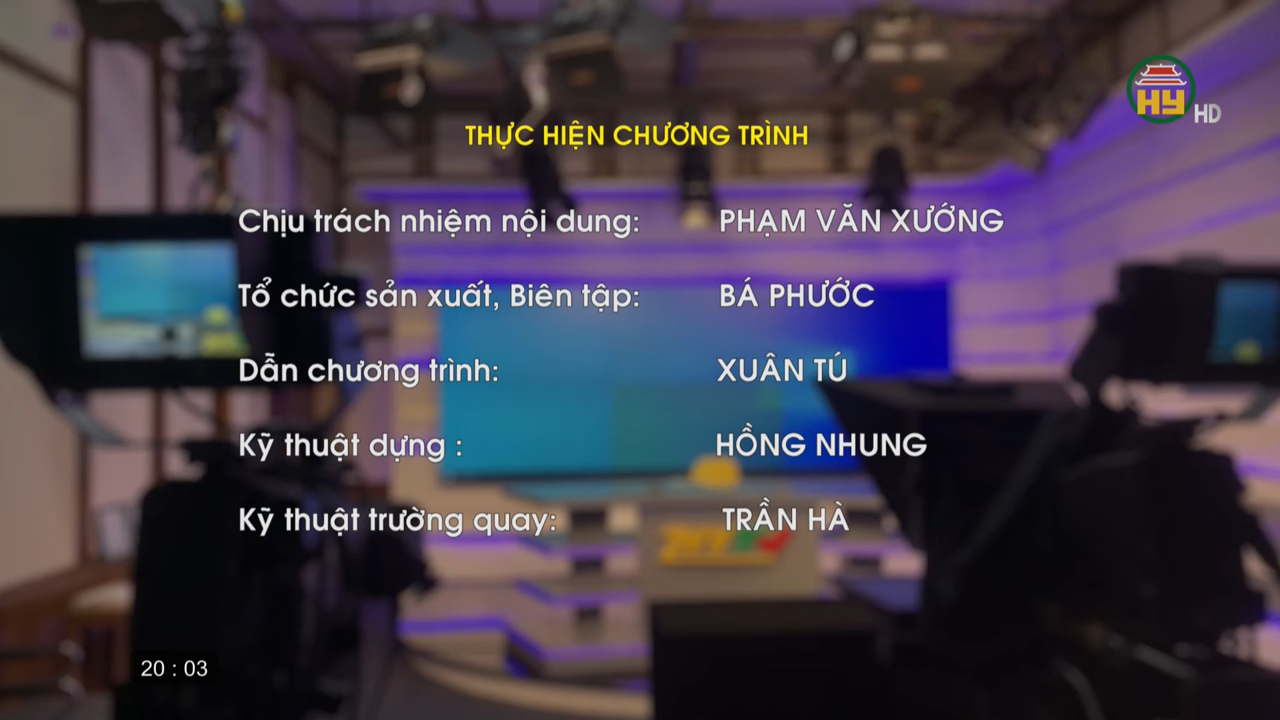 HY HD
THỰC HIỆN CHƯƠNG TRÌNH
Chịu trách nhiệm nội dung: PHẠM VĂN XƯỚNG
Tổ chức sản xuất, Biên tập: BÁ PHƯỚC
Dẫn chương trình: XUÂN TÚ
Kỹ thuật dựng : HỒNG NHUNG
Kỹ thuật trường quay: TRẦN HÀ
20 : 03